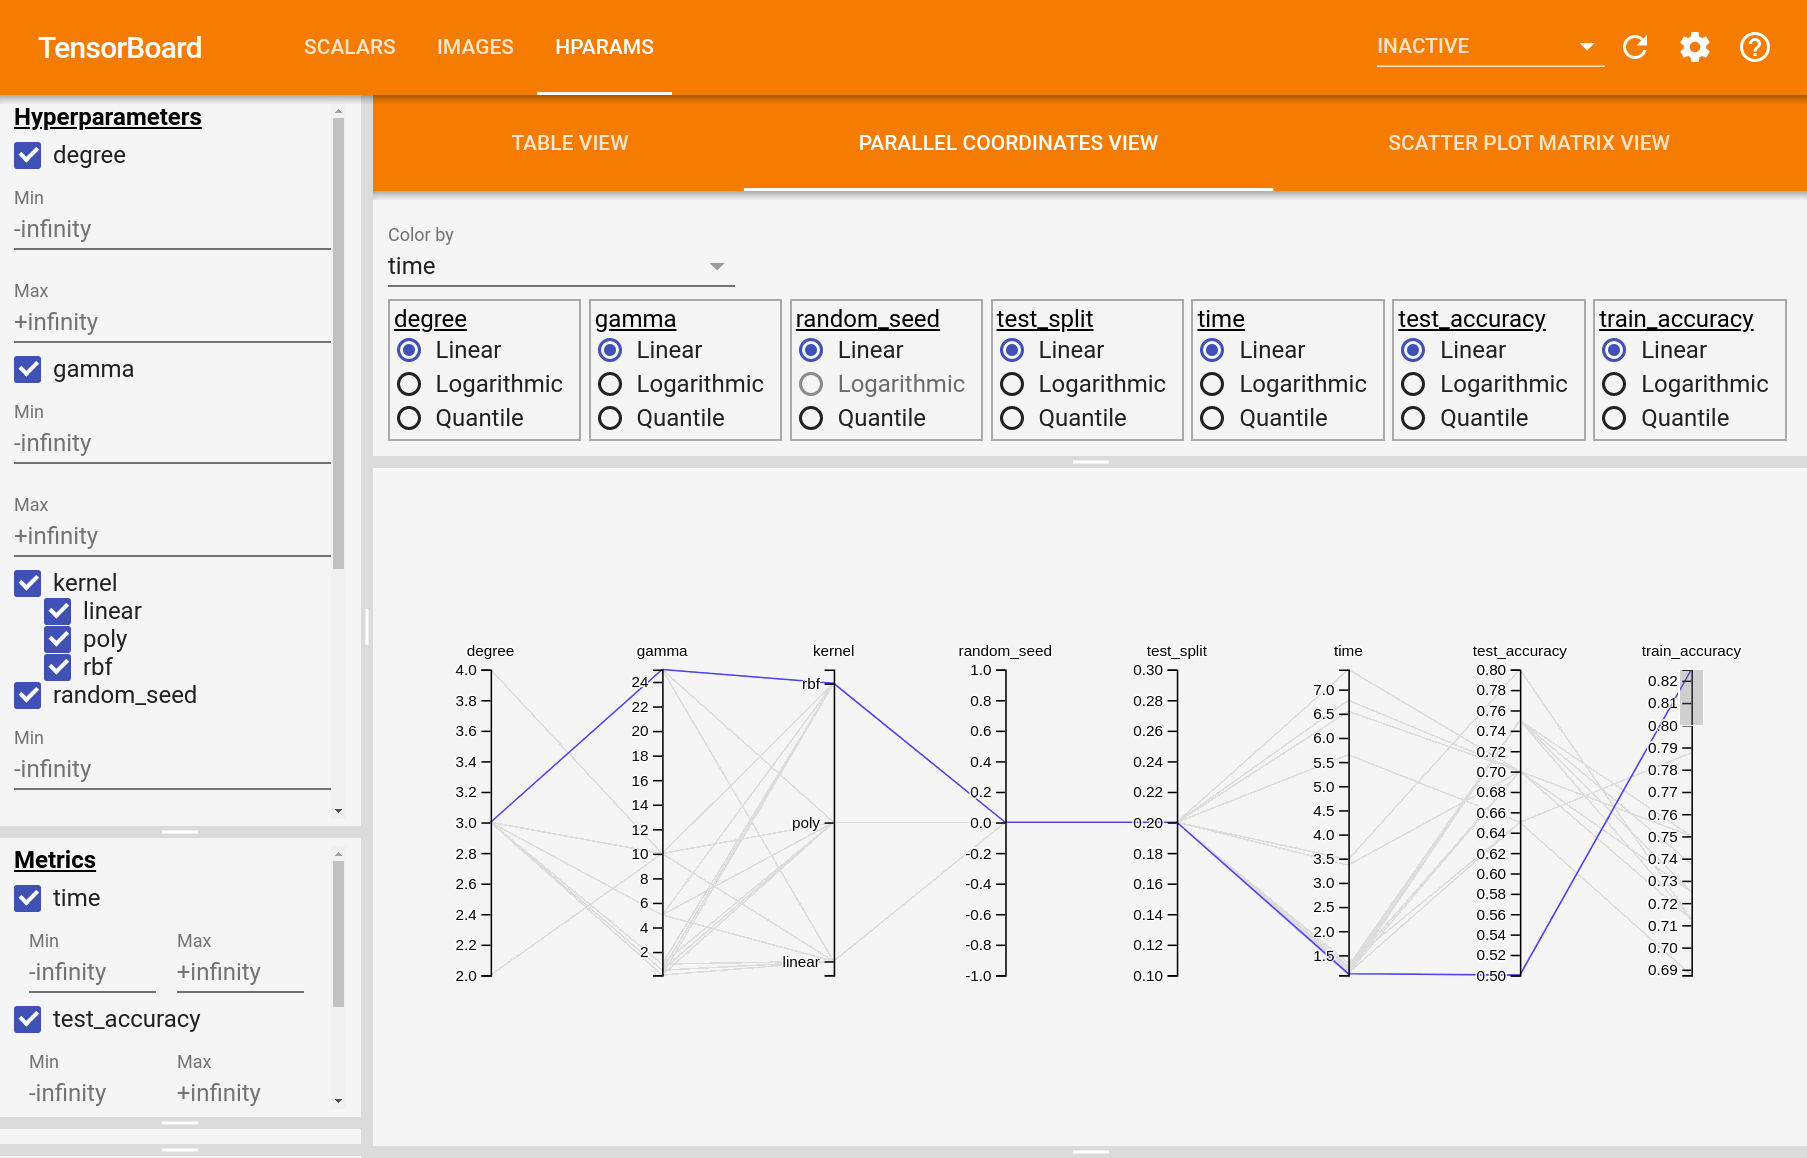 TensorBoard
SCALARS IMAGES HPARAMS
INACTIVE
Hyperparameters
degree
Min
-infinity
Max
+infinity
gamma
Min
-infinity
Max
+infinity
kernel
linear
poly
rbf
random_seed
Min
-infinity
Metrics
time
Min Max
-infinity +infinity
test_accuracy
Min Max
-infinity +infinity
TABLE VIEW PARALLEL COORDINATES VIEW SCATTER PLOT MATRIX VIEW
Color by
time
degree
Linear
Logarithmic
Quantile
gamma
Linear
Logarithmic
Quantile
random_seed
Linear
Logarithmic
Quantile
test_split
Linear
Logarithmic
Quantile
time
Linear
Logarithmic
Quantile
test_accuracy
Linear
Logarithmic
Quantile
train_accuracy
Linear
Logarithmic
Quantile
degree
4.0
3.8
3.6
3.4
3.2
3.0
2.8
2.6
2.4
2.2
2.0
gamma
24
22
20
18
16
14
12
10
8
6
4
2
kernel
rbf
poly
linear
random_seed
1.0
0.8
0.6
0.4
0.2
0.0
-0.2
-0.4
-0.6
-0.8
-1.0
test_split
0.30
0.28
0.26
0.24
0.22
0.20
0.18
0.16
0.14
0.12
0.10
time
7.0
6.5
6.0
5.5
5.0
4.5
4.0
3.5
3.0
2.5
2.0
1.5
test_accuracy
0.80
0.78
0.76
0.74
0.72
0.70
0.68
0.66
0.64
0.62
0.60
0.58
0.56
0.54
0.52
0.50
train_accuracy
0.82
0.81
0.80
0.79
0.78
0.77
0.76
0.75
0.74
0.73
0.72
0.71
0.70
0.69